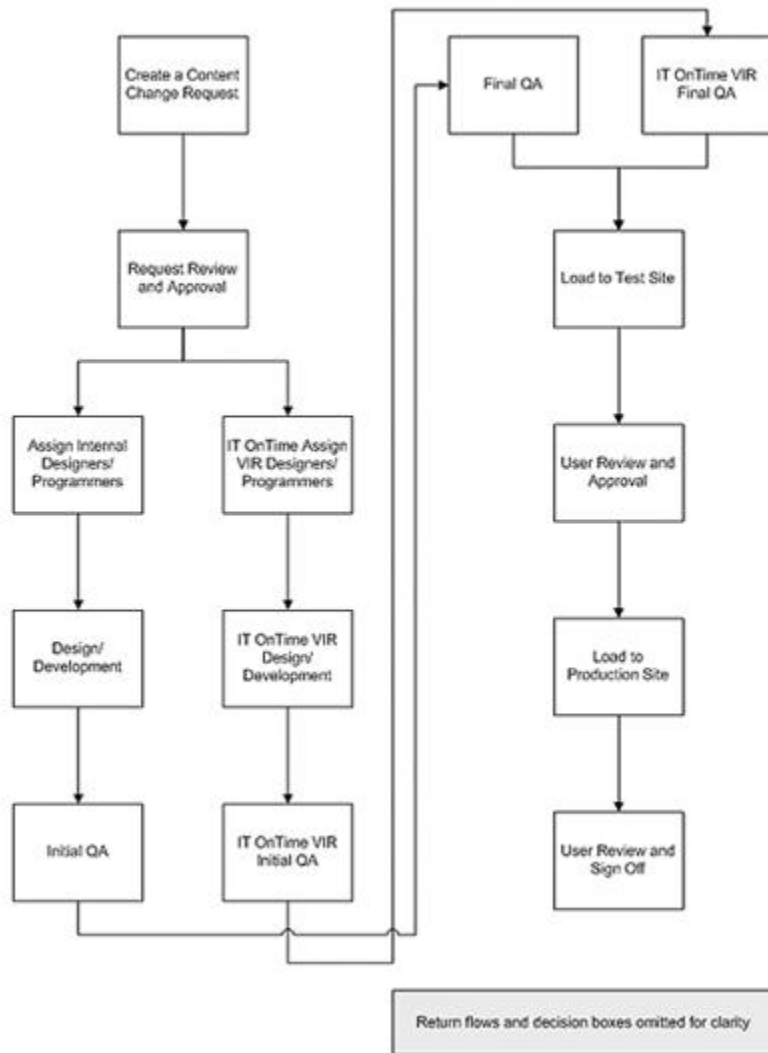 Create a Content
Change Request
Request Review
and Approval
Assign Internal
Designers/
Programmers
IT OnTime Assign
VIR Designers/
Programmers
Design/
Development
IT OnTime VIR
Design/
Development
Initial QA
IT OnTime VIR
Initial QA
Final QA
IT OnTime VIR
Final QA
Load to Test Site
User Review and
Approval
Load to
Production Site
User Review and
Sign Off
Return flows and decision boxes omitted for clarity